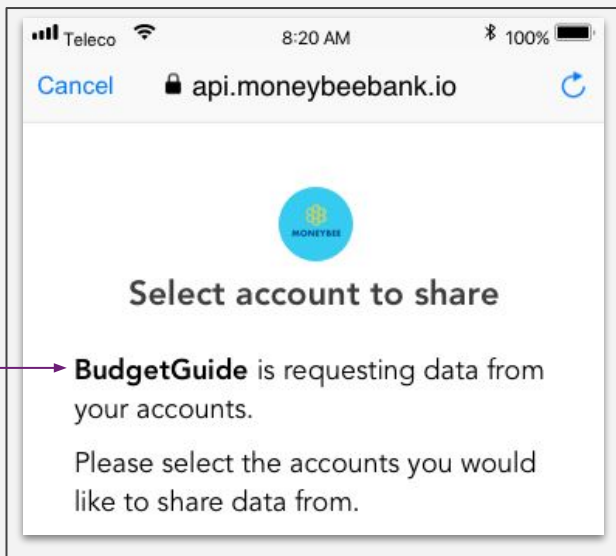 Teleco 8:20 AM 100%
Cancel api.moneybeebank.io
MONEYBEE
Select account to share
BudgetGuide is requesting data from
your accounts.
Please select the accounts you would
like to share data from.